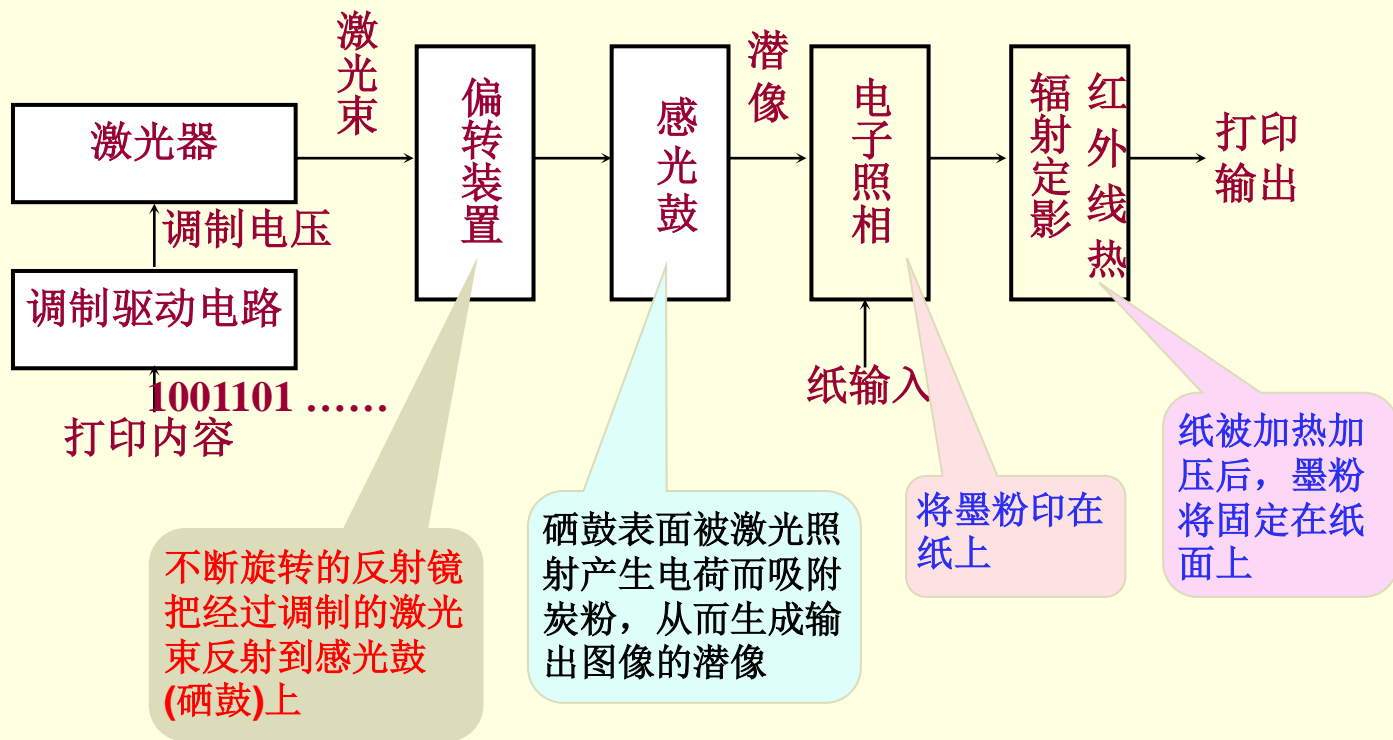 激光器
调制电压
调制驱动电路
1001101 ……
打印内容
激光束
偏转装置
感光鼓
潜像
电子照相
纸输入
红外线热
辐射定影
打印
输出
不断旋转的反射镜
把经过调制的激光
束反射到感光鼓
(硒鼓)上
硒鼓表面被激光照
射产生电荷而吸附
炭粉，从而生成输
出图像的潜像
将墨粉印在
纸上
纸被加热加
压后，墨粉
将固定在纸
面上